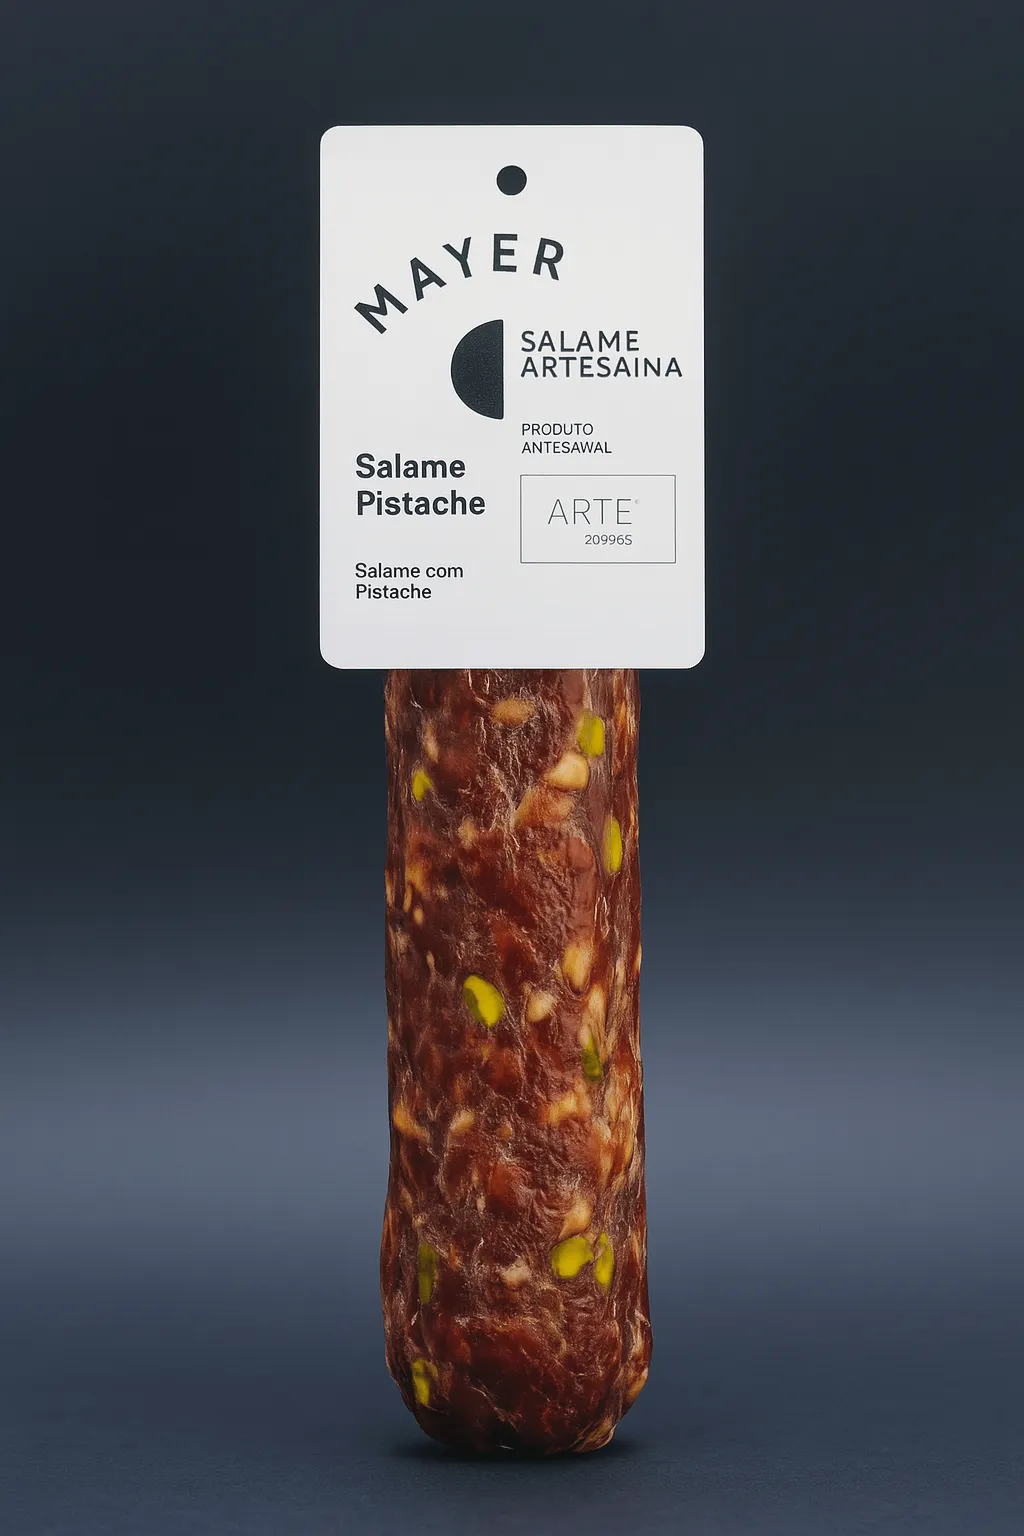 MAYER
SALAME
ARTESAINA
PRODUTO
ANTESAWAL
Salame
Pistache
ARTE
20996S
Salame com
Pistache